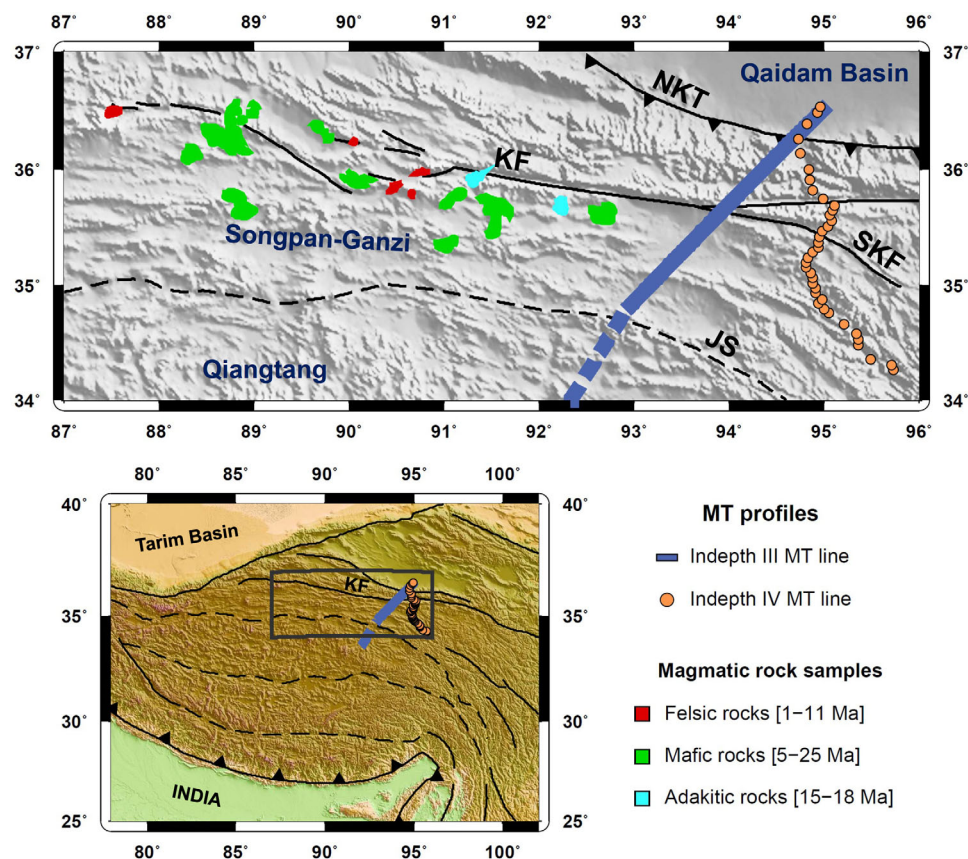 87˚ 88˚ 89˚ 90˚ 91˚ 92˚ 93˚ 94˚ 95˚ 96˚
37˚ 37˚
Qaidam Basin
NKT
36˚ 36˚
KF
Songpan-Ganzi
SKF
35˚ 35˚
JS
Qiangtang
34˚ 34˚
87˚ 88˚ 89˚ 90˚ 91˚ 92˚ 93˚ 94˚ 95˚ 96˚
80˚ 85˚ 90˚ 95˚ 100˚
40˚ 40˚
Tarim Basin
KF
35˚ 35˚
30˚ 30˚
INDIA
25˚ 25˚
80˚ 85˚ 90˚ 95˚ 100˚
MT profiles
Indepth III MT line
Indepth IV MT line
Magmatic rock samples
Felsic rocks [1−11 Ma]
Mafic rocks [5−25 Ma]
Adakitic rocks [15−18 Ma]